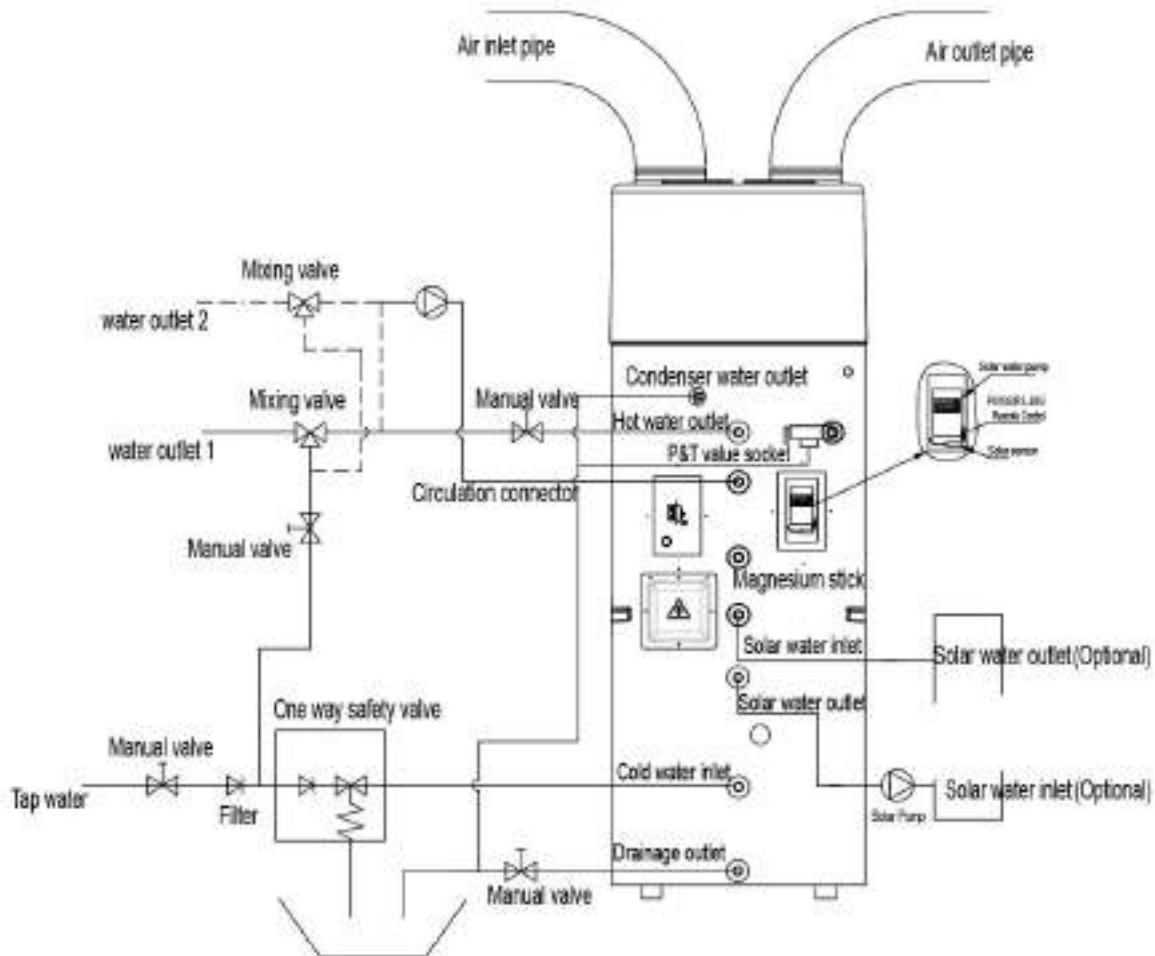 Air inlet pipe
Air outlet pipe
Mixing valve
water outlet 2
Condenser water outlet
Solar water pump
Mixing valve
Manual valve
Hot water outlet
water outlet 1
P&T value socket
Circulation connector
Manual valve
Magnesium stick
Solar water inlet
Solar water outlet(Optional)
Solar water outlet
One way safety valve
Manual valve
Cold water inlet
Tap water
Filter
Solar water inlet(Optional)
Solar Pump
Drainage outlet
Manual valve